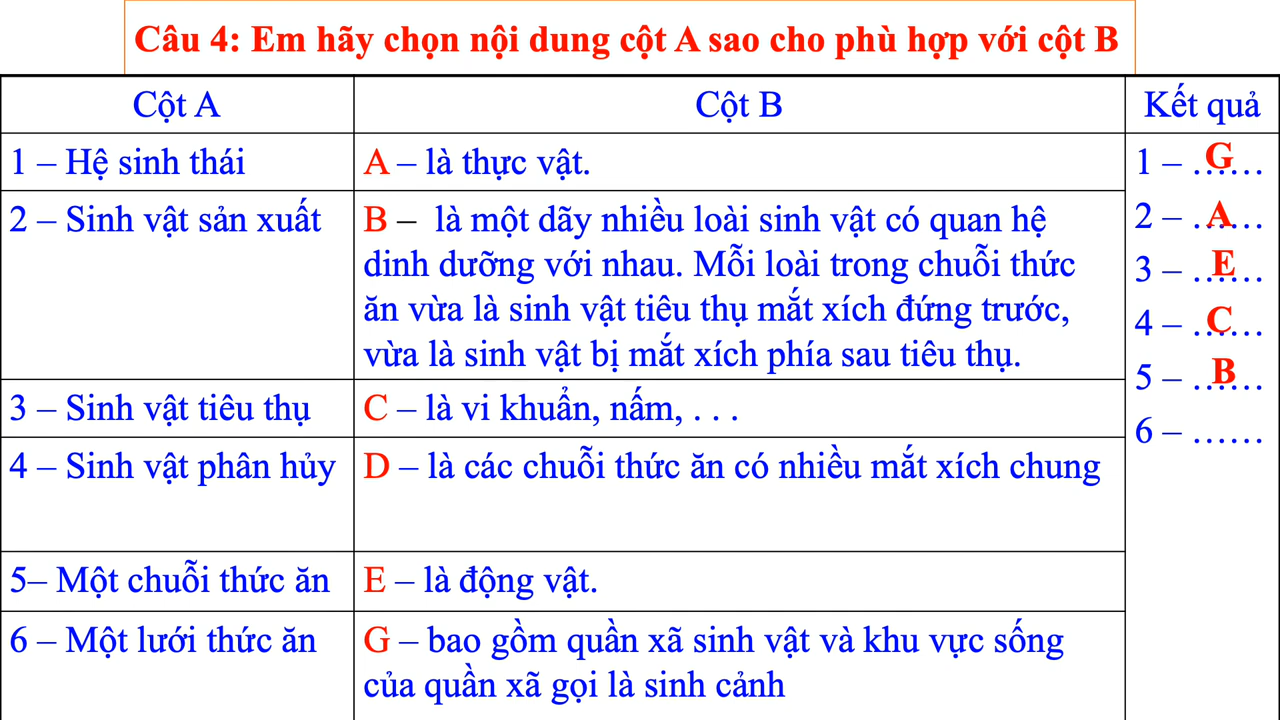 Câu 4: Em hãy chọn nội dung cột A sao cho phù hợp với cột B
Cột A
Cột B
Kết quả
1 – Hệ sinh thái
A – là thực vật.
2 – Sinh vật sản xuất
B – là một dãy nhiều loài sinh vật có quan hệ
dinh dưỡng với nhau. Mỗi loài trong chuỗi thức
ăn vừa là sinh vật tiêu thụ mắt xích đứng trước,
vừa là sinh vật bị mắt xích phía sau tiêu thụ.
3 – Sinh vật tiêu thụ
C – là vi khuẩn, nấm, . . .
4 – Sinh vật phân hủy
D – là các chuỗi thức ăn có nhiều mắt xích chung
5– Một chuỗi thức ăn
E – là động vật.
6 – Một lưới thức ăn
G – bao gồm quần xã sinh vật và khu vực sống
của quần xã gọi là sinh cảnh
1 – ...G...
2 – ...A...
3 – ...E...
4 – ...C...
5 – ...B...
6 – ......